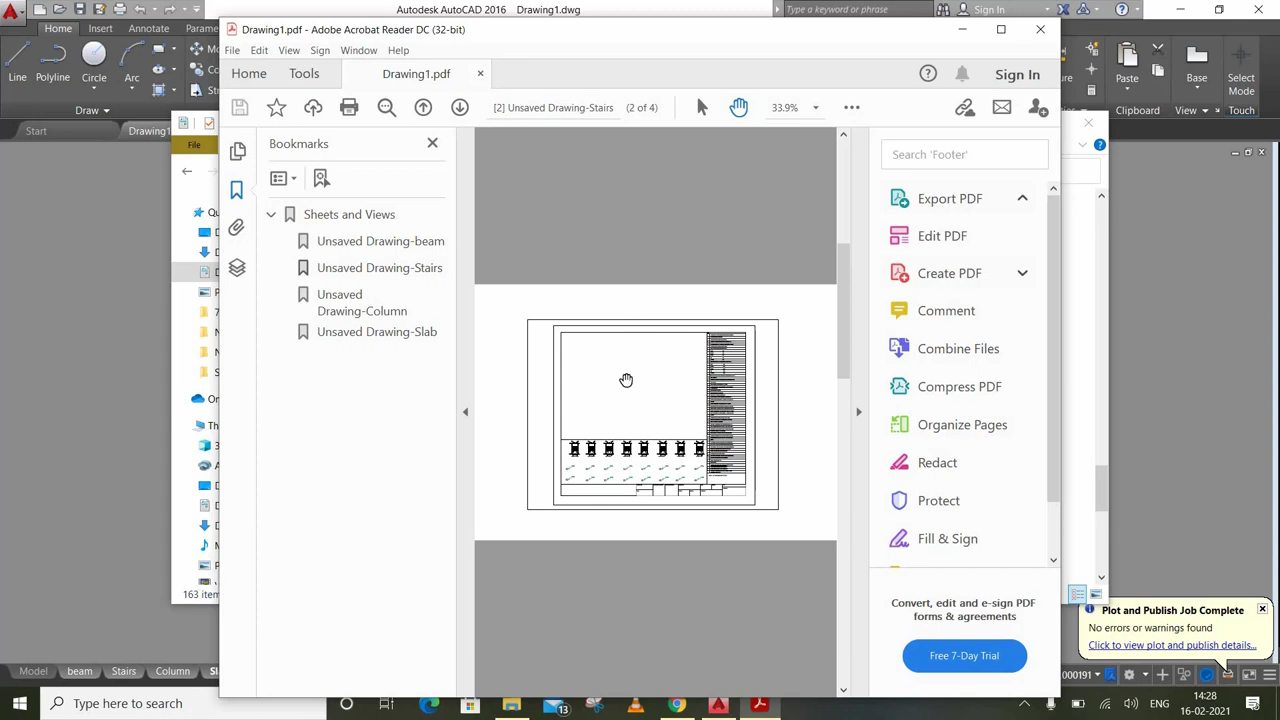 Autodesk AutoCAD 2016 Drawing1.dwg
Type a keyword or phrase
Sign In
Home
Insert
Annotate
Line
Polyline
Circle
Arc
Draw
Paste
Base
Select
Mode
Clipboard
View
Touch
Start
Drawing1
File
163 item
Drawing1.pdf - Adobe Acrobat Reader DC (32-bit)
File Edit View Sign Window Help
Home
Tools
Drawing1.pdf
Sign In
[2] Unsaved Drawing-Stairs (2 of 4)
33.9%
Bookmarks
Sheets and Views
Unsaved Drawing-beam
Unsaved Drawing-Stairs
Unsaved
Drawing-Column
Unsaved Drawing-Slab
Search 'Footer'
Export PDF
Edit PDF
Create PDF
Comment
Combine Files
Compress PDF
Organize Pages
Redact
Protect
Fill & Sign
Convert, edit and e-sign PDF
forms & agreements
Free 7-Day Trial
Plot and Publish Job Complete
No errors or warnings found
Click to view plot and publish details...
Model
beam
Stairs
Column
000191
Type here to search
13
14:28
16-02-2021